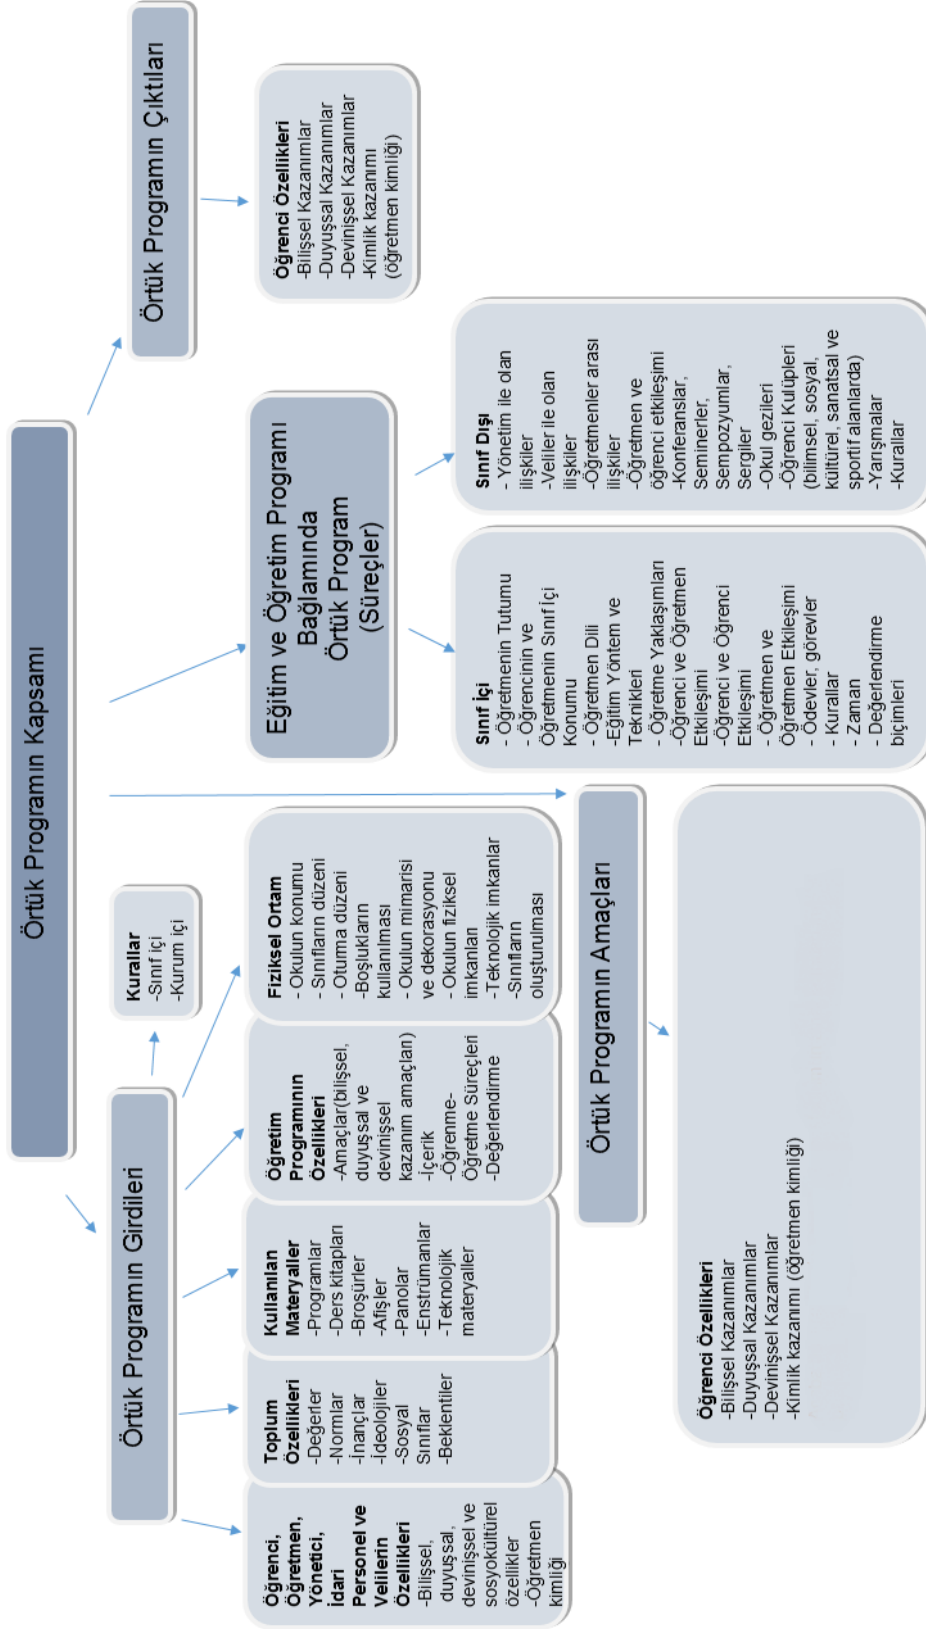 Örtük Programın Kapsamı
Örtük Programın Girdileri
Kurallar
-Sınıf içi
-Kurum içi
Öğrenci,
Öğretmen,
Yönetici,
İdari
Personel ve
Velilerin
Özellikleri
-Bilişsel,
duyuşsal,
devinişsel ve
sosyokültürel
özellikler
-Öğretmen
kimliği
Toplum
Özellikleri
-Değerler
-Normlar
-İnançlar
-İdeolojiler
-Sosyal
Sınıflar
-Beklentiler
Kullanılan
Materyaller
-Programlar
-Ders kitapları
-Broşürler
-Afişler
-Panolar
-Enstrümanlar
-Teknolojik
materyaller
Öğretim
Programının
Özellikleri
-Amaçlar(bilişsel,
duyuşsal ve
devinişsel
kazanım amaçları)
-İçerik
-Öğrenme-
Öğretme Süreçleri
-Değerlendirme
Fiziksel Ortam
- Okulun konumu
- Sınıfların düzeni
- Oturma düzeni
-Boşlukların
kullanılması
- Okulun mimarisi
ve dekorasyonu
- Okulun fiziksel
imkanları
-Teknolojik imkanlar
-Sınıfların
oluşturulması
Örtük Programın Amaçları
Öğrenci Özellikleri
-Bilişsel Kazanımlar
-Duyuşsal Kazanımlar
-Devinişsel Kazanımlar
-Kimlik kazanımı (öğretmen kimliği)
Eğitim ve Öğretim Programı
Bağlamında
Örtük Program
(Süreçler)
Sınıf İçi
- Öğretmenin Tutumu
- Öğrencinin ve
Öğretmenin Sınıf İçi
Konumu
- Öğretmen Dili
-Eğitim Yöntem ve
Teknikleri
- Öğretme Yaklaşımları
-Öğrenci ve Öğretmen
Etkileşimi
-Öğrenci ve Öğrenci
Etkileşimi
- Öğretmen ve
Öğretmen Etkileşimi
- Ödevler, görevler
- Kurallar
- Zaman
- Değerlendirme
biçimleri
Sınıf Dışı
- Yönetim ile olan
ilişkiler
-Veliler ile olan
ilişkiler
-Öğretmenler arası
ilişkiler
-Öğretmen ve
öğrenci etkileşimi
-Konferanslar,
Seminerler,
Sempozyumlar,
Sergiler
-Okul gezileri
-Öğrenci Kulüpleri
(bilimsel, sosyal,
kültürel, sanatsal ve
sportif alanlarda)
-Yarışmalar
-Kurallar
Örtük Programın Çıktıları
Öğrenci Özellikleri
-Bilişsel Kazanımlar
-Duyuşsal Kazanımlar
-Devinişsel Kazanımlar
-Kimlik kazanımı
(öğretmen kimliği)